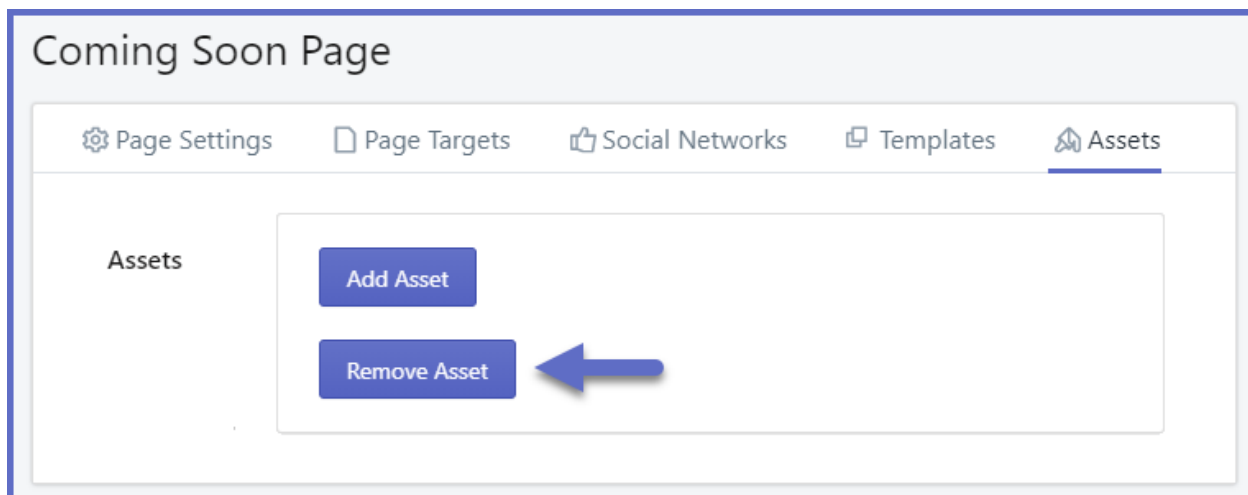 Coming Soon Page
Page Settings Page Targets Social Networks Templates Assets
Assets
Add Asset
Remove Asset